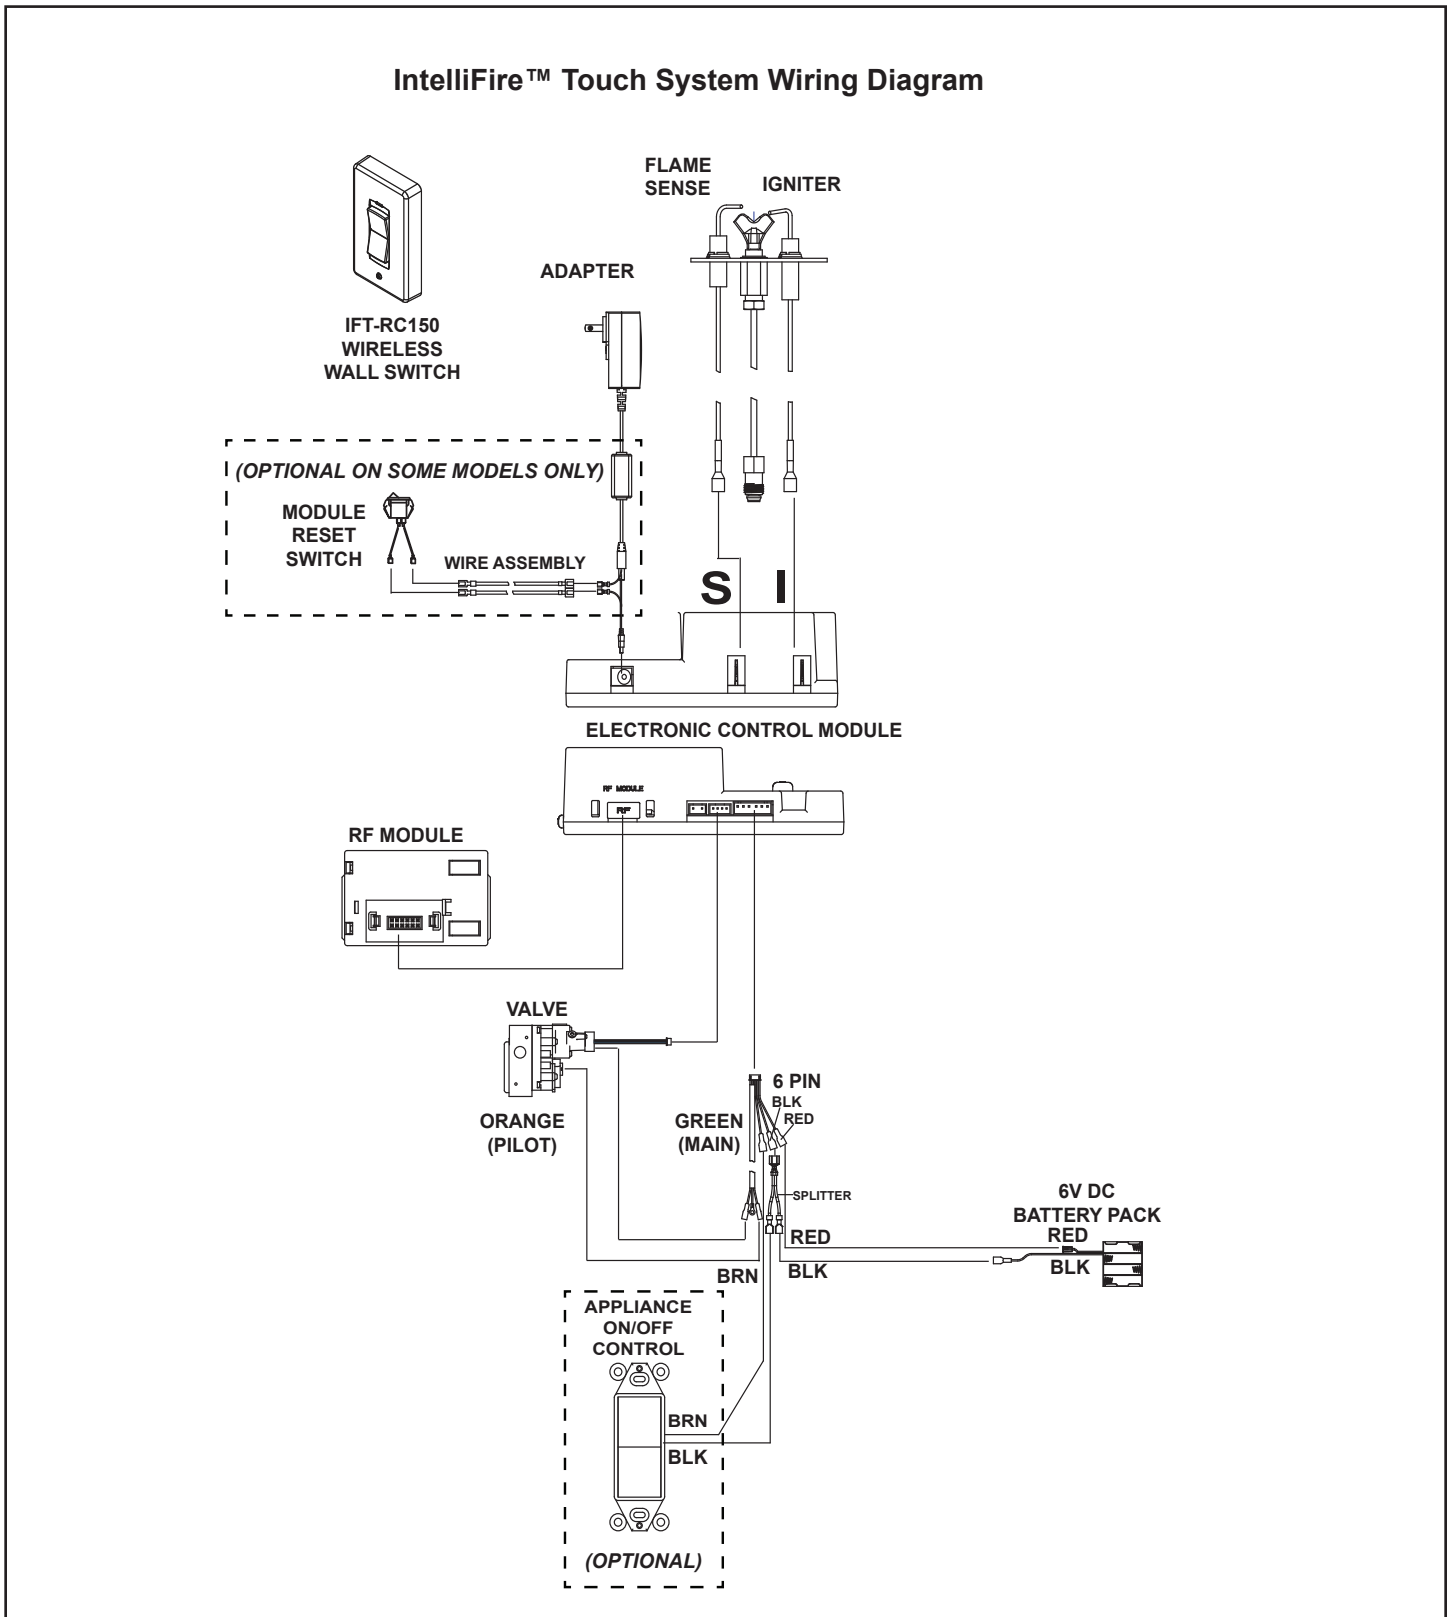 IntelliFire™ Touch System Wiring Diagram
FLAME
SENSE
IGNITER
ADAPTER
IFT-RC150
WIRELESS
WALL SWITCH
(OPTIONAL ON SOME MODELS ONLY)
MODULE
RESET
SWITCH
WIRE ASSEMBLY
S
I
ELECTRONIC CONTROL MODULE
RF MODULE
RF
RF MODULE
VALVE
ORANGE
(PILOT)
GREEN
(MAIN)
6 PIN
BLK
RED
SPLITTER
6V DC
BATTERY PACK
RED
BLK
RED
BLK
BRN
APPLIANCE
ON/OFF
CONTROL
BRN
BLK
(OPTIONAL)